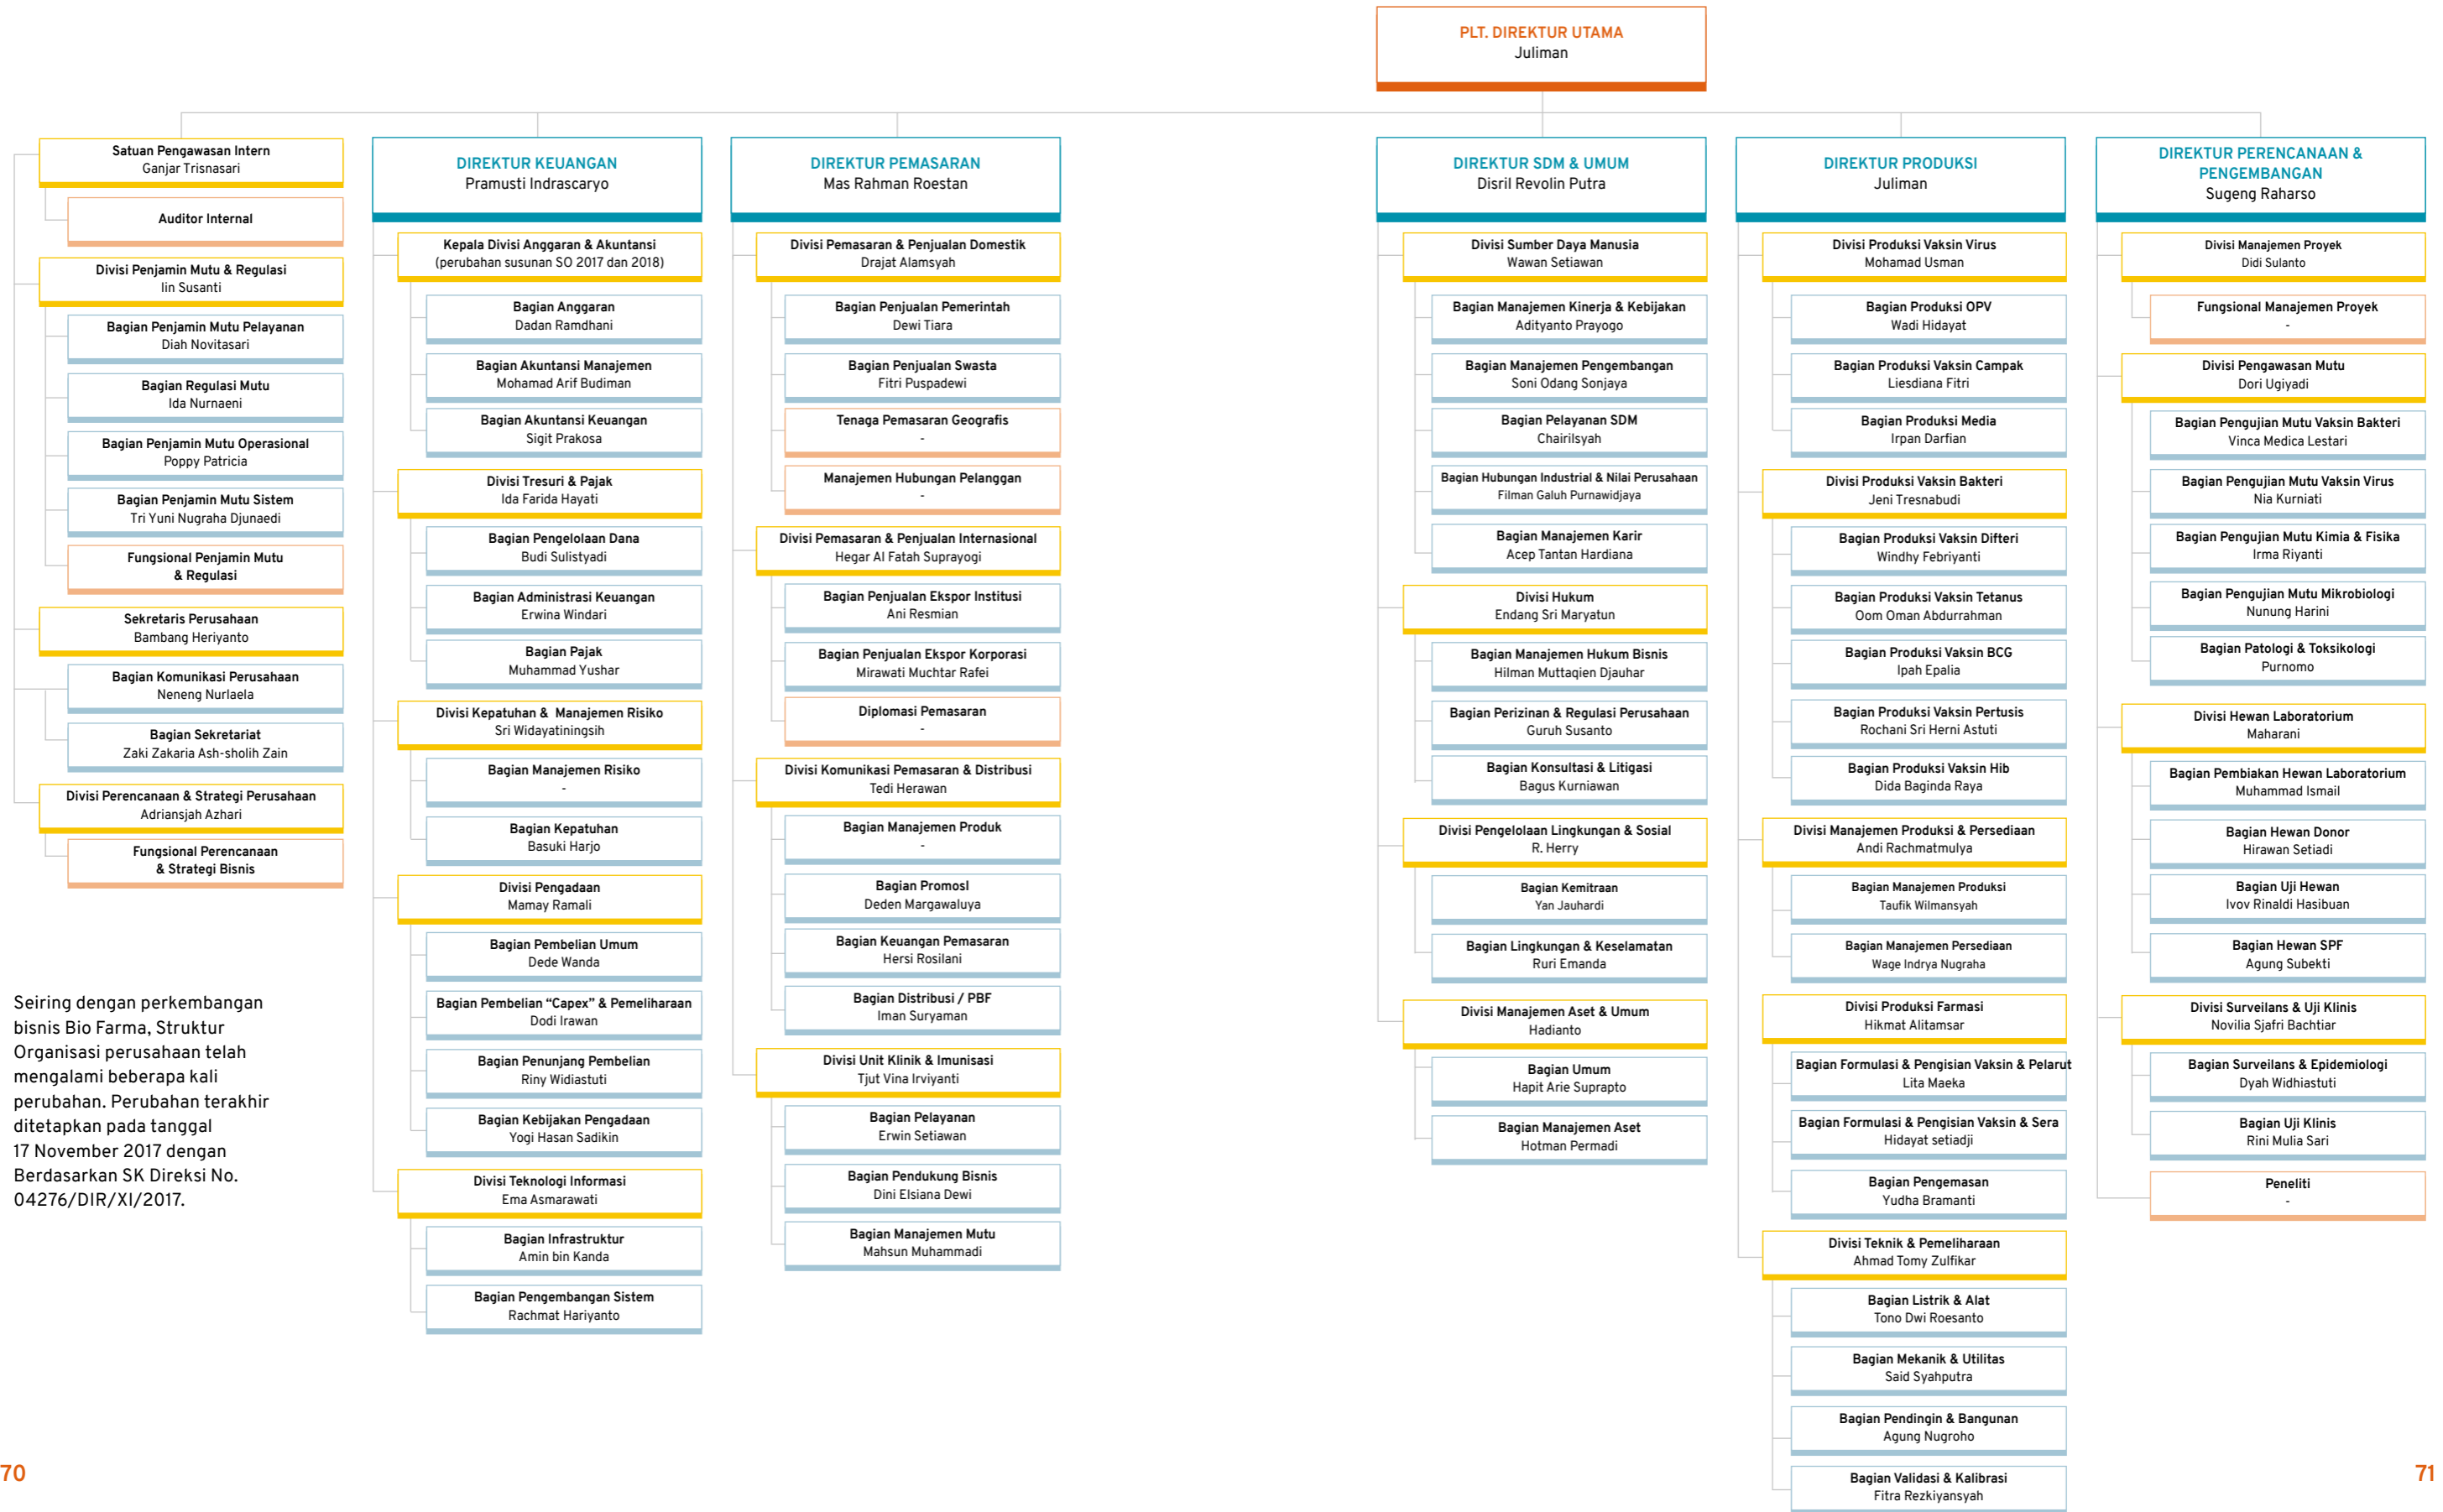 PLT. DIREKTUR UTAMA
Juliman
Satuan Pengawasan Intern
Ganjar Trisnasari
Auditor Internal
Divisi Penjamin Mutu & Regulasi
Iin Susanti
Bagian Penjamin Mutu Pelayanan
Diah Novitasari
Bagian Regulasi Mutu
Ida Nurnaeni
Bagian Penjamin Mutu Operasional
Poppy Patricia
Bagian Penjamin Mutu Sistem
Tri Yuni Nugraha Djunaedi
Fungsional Penjamin Mutu
& Regulasi
Sekretaris Perusahaan
Bambang Heriyanto
Bagian Komunikasi Perusahaan
Neneng Nurlaela
Bagian Sekretariat
Zaki Zakaria Ash-sholih Zain
Divisi Perencanaan & Strategi Perusahaan
Adriansjah Azhari
Fungsional Perencanaan
& Strategi Bisnis
Seiring dengan perkembangan
bisnis Bio Farma, Struktur
Organisasi perusahaan telah
mengalami beberapa kali
perubahan. Perubahan terakhir
ditetapkan pada tanggal
17 November 2017 dengan
Berdasarkan SK Direksi No.
04276/DIR/XI/2017.
DIREKTUR KEUANGAN
Pramusti Indrascaryo
Kepala Divisi Anggaran & Akuntansi
(perubahan susunan SO 2017 dan 2018)
Bagian Anggaran
Dadan Ramdhani
Bagian Akuntansi Manajemen
Mohamad Arif Budiman
Bagian Akuntansi Keuangan
Sigit Prakosa
Divisi Tresuri & Pajak
Ida Farida Hayati
Bagian Pengelolaan Dana
Budi Sulistyadi
Bagian Administrasi Keuangan
Erwina Windari
Bagian Pajak
Muhammad Yushar
Divisi Kepatuhan & Manajemen Risiko
Sri Widayatiningsih
Bagian Manajemen Risiko
-
Bagian Kepatuhan
Basuki Harjo
Divisi Pengadaan
Mamay Ramali
Bagian Pembelian Umum
Dede Wanda
Bagian Pembelian “Capex” & Pemeliharaan
Dodi Irawan
Bagian Penunjang Pembelian
Riny Widiastuti
Bagian Kebijakan Pengadaan
Yogi Hasan Sadikin
Divisi Teknologi Informasi
Ema Asmarawati
Bagian Infrastruktur
Amin bin Kanda
Bagian Pengembangan Sistem
Rachmat Hariyanto
DIREKTUR PEMASARAN
Mas Rahman Roestan
Divisi Pemasaran & Penjualan Domestik
Drajat Alamsyah
Bagian Penjualan Pemerintah
Dewi Tiara
Bagian Penjualan Swasta
Fitri Puspadewi
Tenaga Pemasaran Geografis
-
Manajemen Hubungan Pelanggan
-
Divisi Pemasaran & Penjualan Internasional
Hegar Al Fatah Suprayogi
Bagian Penjualan Ekspor Institusi
Ani Resmian
Bagian Penjualan Ekspor Korporasi
Mirawati Muchtar Rafei
Diplomasi Pemasaran
-
Divisi Komunikasi Pemasaran & Distribusi
Tedi Herawan
Bagian Manajemen Produk
-
Bagian PromosI
Deden Margawaluya
Bagian Keuangan Pemasaran
Hersi Rosilani
Bagian Distribusi / PBF
Iman Suryaman
Divisi Unit Klinik & Imunisasi
Tjut Vina Irviyanti
Bagian Pelayanan
Erwin Setiawan
Bagian Pendukung Bisnis
Dini Elsiana Dewi
Bagian Manajemen Mutu
Mahsun Muhammadi
DIREKTUR SDM & UMUM
Disril Revolin Putra
Divisi Sumber Daya Manusia
Wawan Setiawan
Bagian Manajemen Kinerja & Kebijakan
Adityanto Prayogo
Bagian Manajemen Pengembangan
Soni Odang Sonjaya
Bagian Pelayanan SDM
Chairilsyah
Bagian Hubungan Industrial & Nilai Perusahaan
Filman Galuh Purnawidjaya
Bagian Manajemen Karir
Acep Tantan Hardiana
Divisi Hukum
Endang Sri Maryatun
Bagian Manajemen Hukum Bisnis
Hilman Muttaqien Djauhar
Bagian Perizinan & Regulasi Perusahaan
Guruh Susanto
Bagian Konsultasi & Litigasi
Bagus Kurniawan
Divisi Pengelolaan Lingkungan & Sosial
R. Herry
Bagian Kemitraan
Yan Jauhardi
Bagian Lingkungan & Keselamatan
Ruri Emanda
Divisi Manajemen Aset & Umum
Hadianto
Bagian Umum
Hapit Arie Suprapto
Bagian Manajemen Aset
Hotman Permadi
DIREKTUR PRODUKSI
Juliman
Divisi Produksi Vaksin Virus
Mohamad Usman
Bagian Produksi OPV
Wadi Hidayat
Bagian Produksi Vaksin Campak
Liesdiana Fitri
Bagian Produksi Media
Irpan Darfian
Divisi Produksi Vaksin Bakteri
Jeni Tresnabudi
Bagian Produksi Vaksin Difteri
Windhy Febriyanti
Bagian Produksi Vaksin Tetanus
Oom Oman Abdurrahman
Bagian Produksi Vaksin BCG
Ipah Epalia
Bagian Produksi Vaksin Pertusis
Rochani Sri Herni Astuti
Bagian Produksi Vaksin Hib
Dida Baginda Raya
Divisi Manajemen Produksi & Persediaan
Andi Rachmatmulya
Bagian Manajemen Produksi
Taufik Wilmansyah
Bagian Manajemen Persediaan
Wage Indrya Nugraha
Divisi Produksi Farmasi
Hikmat Alitamsar
Bagian Formulasi & Pengisian Vaksin & Pelarut
Lita Maeka
Bagian Formulasi & Pengisian Vaksin & Sera
Hidayat setiadji
Bagian Pengemasan
Yudha Bramanti
Divisi Teknik & Pemeliharaan
Ahmad Tomy Zulfikar
Bagian Listrik & Alat
Tono Dwi Roesanto
Bagian Mekanik & Utilitas
Said Syahputra
Bagian Pendingin & Bangunan
Agung Nugroho
Bagian Validasi & Kalibrasi
Fitra Rezkiyansyah
DIREKTUR PERENCANAAN &
PENGEMBANGAN
Sugeng Raharso
Divisi Manajemen Proyek
Didi Sulanto
Fungsional Manajemen Proyek
-
Divisi Pengawasan Mutu
Dori Ugiyadi
Bagian Pengujian Mutu Vaksin Bakteri
Vinca Medica Lestari
Bagian Pengujian Mutu Vaksin Virus
Nia Kurniati
Bagian Pengujian Mutu Kimia & Fisika
Irma Riyanti
Bagian Pengujian Mutu Mikrobiologi
Nunung Harini
Bagian Patologi & Toksikologi
Purnomo
Divisi Hewan Laboratorium
Maharani
Bagian Pembiakan Hewan Laboratorium
Muhammad Ismail
Bagian Hewan Donor
Hirawan Setiadi
Bagian Uji Hewan
Ivov Rinaldi Hasibuan
Bagian Hewan SPF
Agung Subekti
Divisi Surveilans & Uji Klinis
Novilia Sjafri Bachtiar
Bagian Surveilans & Epidemiologi
Dyah Widhiastuti
Bagian Uji Klinis
Rini Mulia Sari
Peneliti
-
70
71